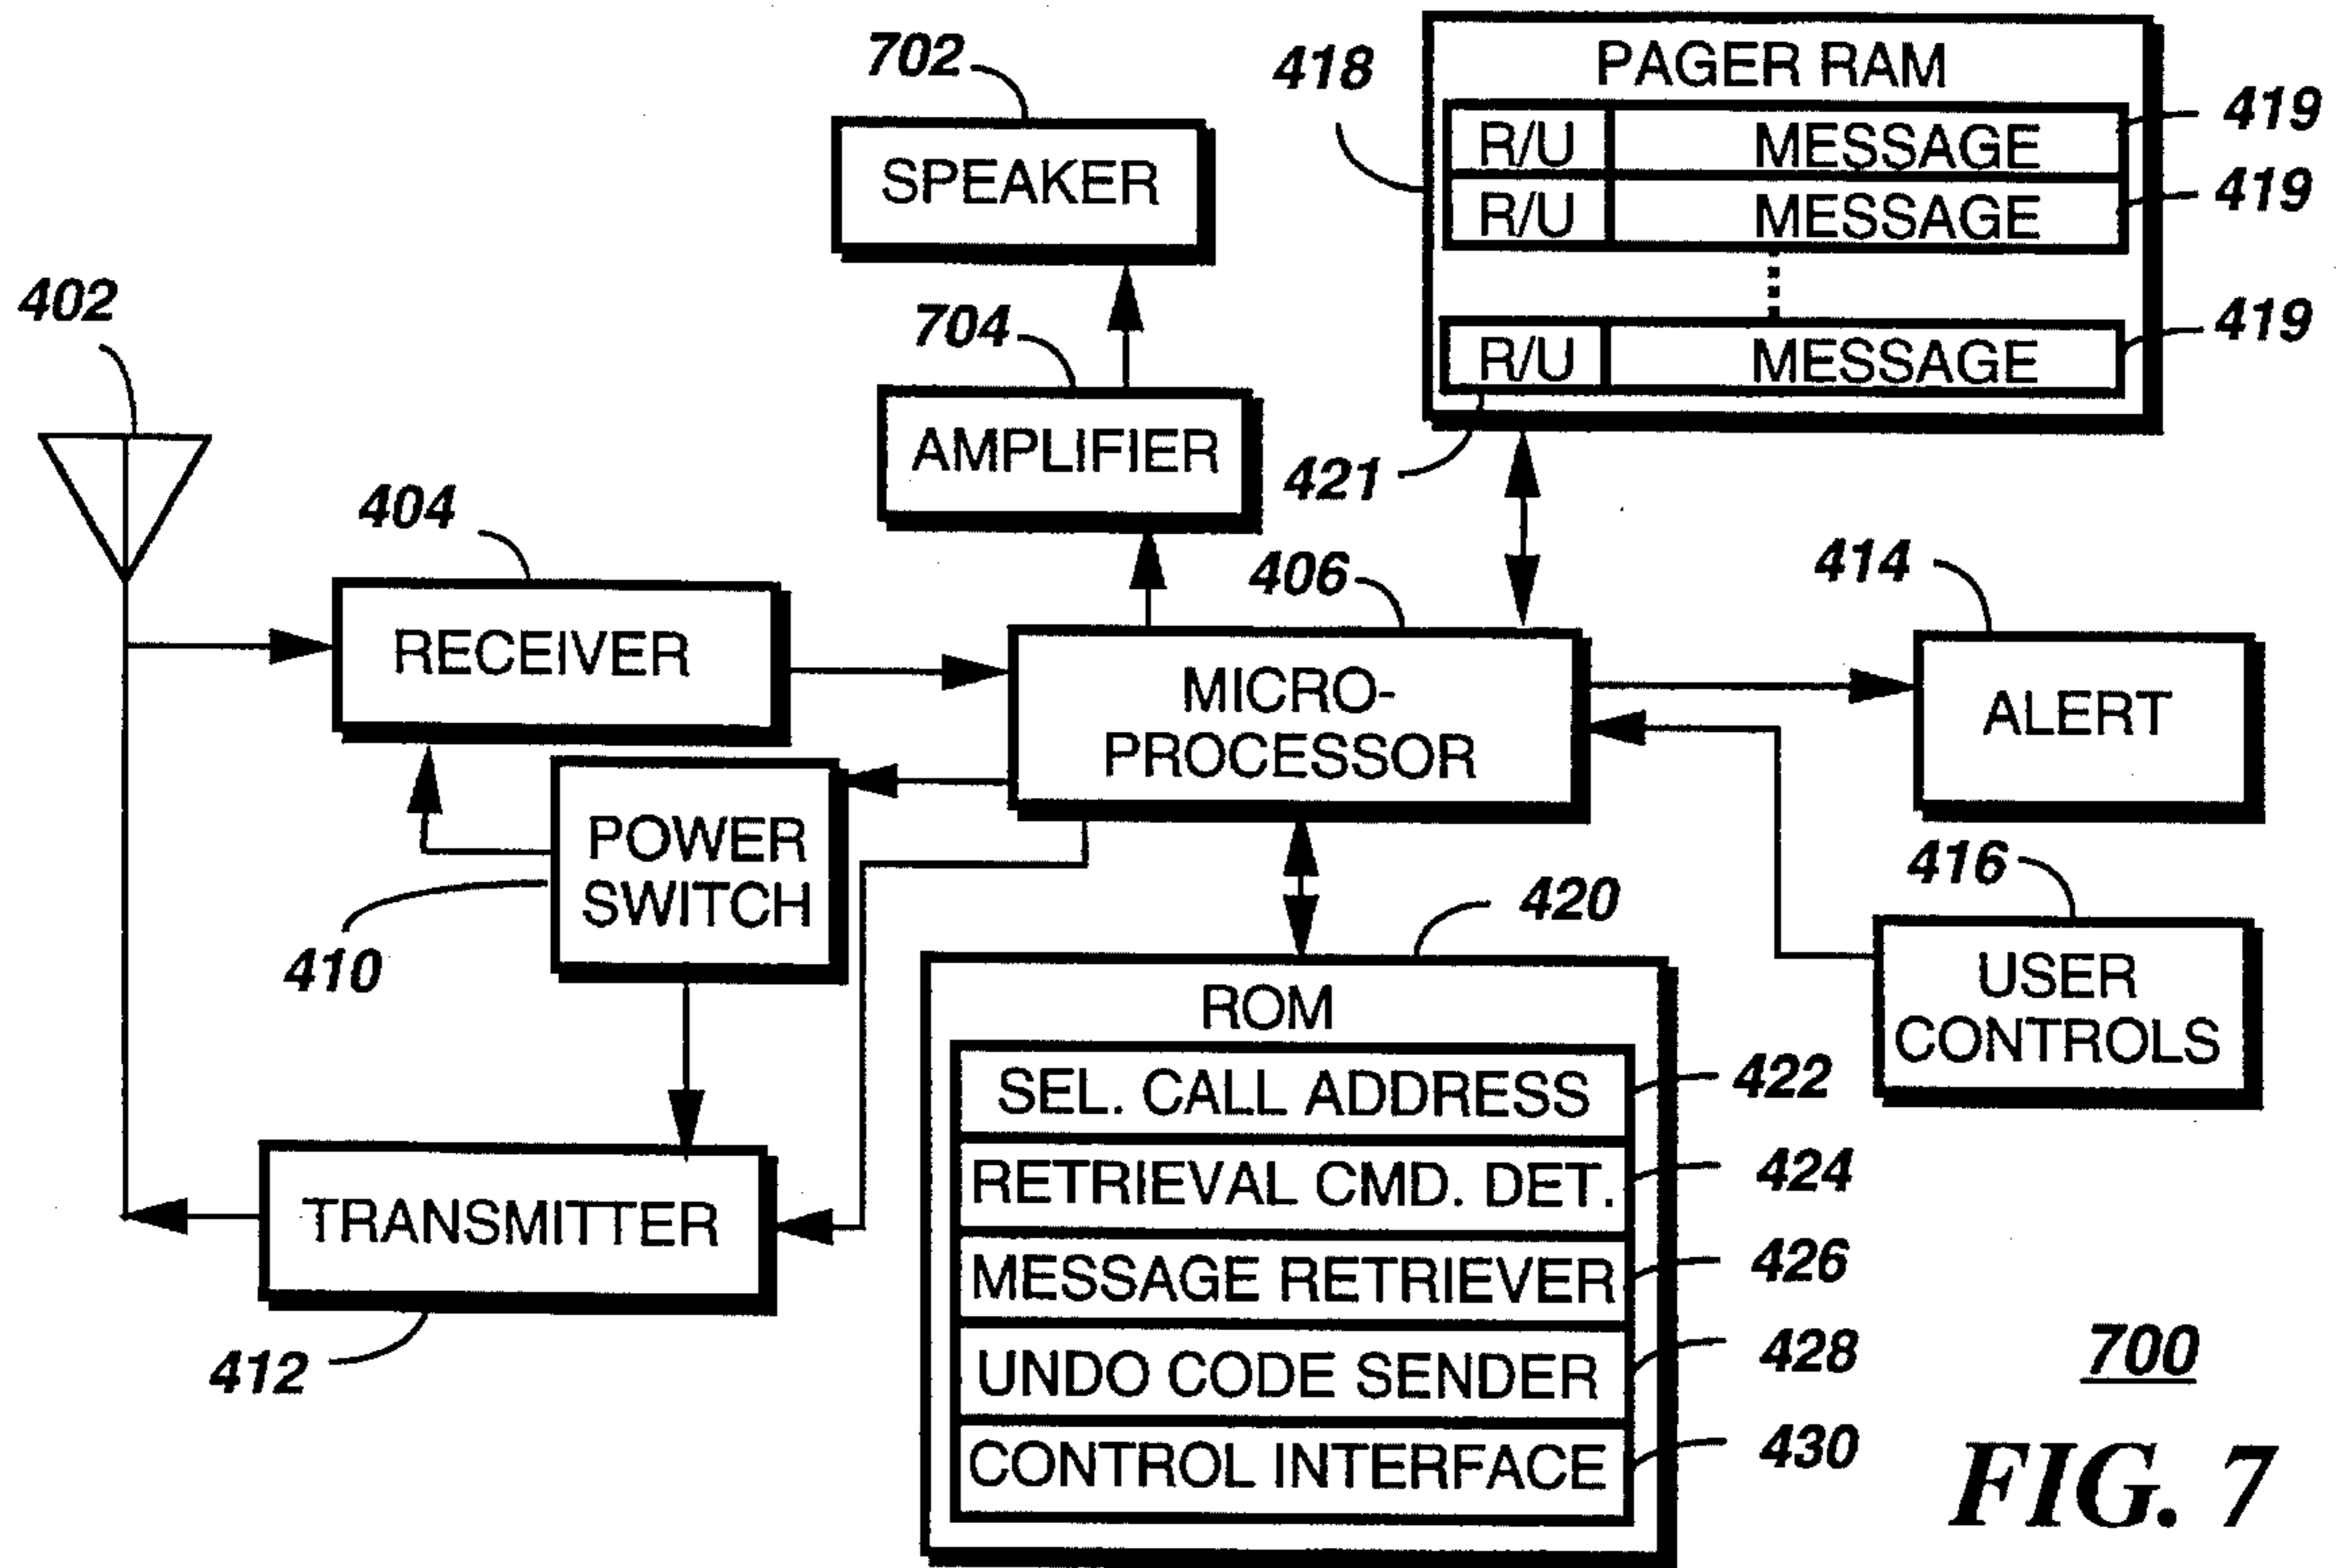 702
SPEAKER
704
AMPLIFIER
418
PAGER RAM
R/U MESSAGE 419
R/U MESSAGE 419
R/U MESSAGE 419
421
402
404
RECEIVER
406
MICRO-
PROCESSOR
414
ALERT
POWER
SWITCH
410
416
USER
CONTROLS
420
ROM
SEL. CALL ADDRESS 422
RETRIEVAL CMD. DET. 424
MESSAGE RETRIEVER 426
UNDO CODE SENDER 428
CONTROL INTERFACE 430
TRANSMITTER
412
700
FIG. 7